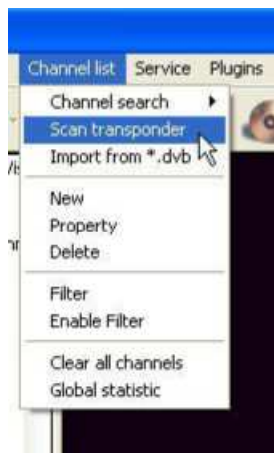 Channel list Service Plugins
Channel search
Scan transponder
Import from *.dvb
New
Property
Delete
Filter
Enable Filter
Clear all channels
Global statistic